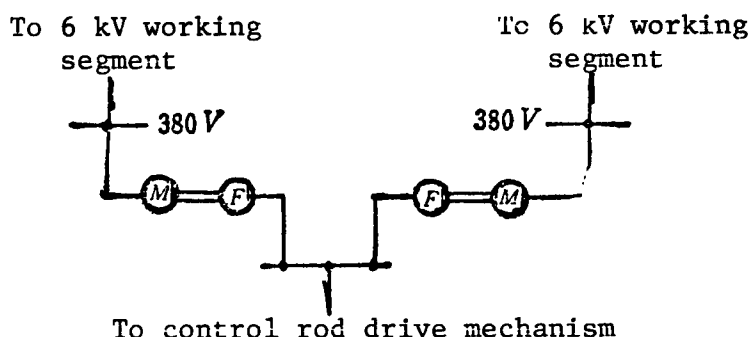 To 6 kV working
segment
To 6 kV working
segment
380 V
380 V
M
F
F
M
To control rod drive mechanism